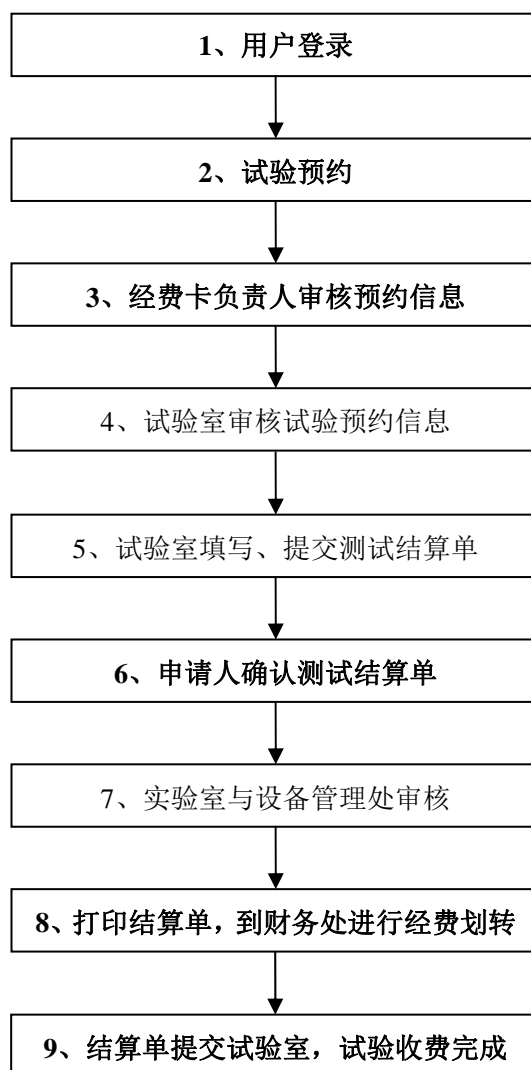 1、用户登录
2、试验预约
3、经费卡负责人审核预约信息
4、试验室审核试验预约信息
5、试验室填写、提交测试结算单
6、申请人确认测试结算单
7、实验室与设备管理处审核
8、打印结算单，到财务处进行经费划转
9、结算单提交试验室，试验收费完成